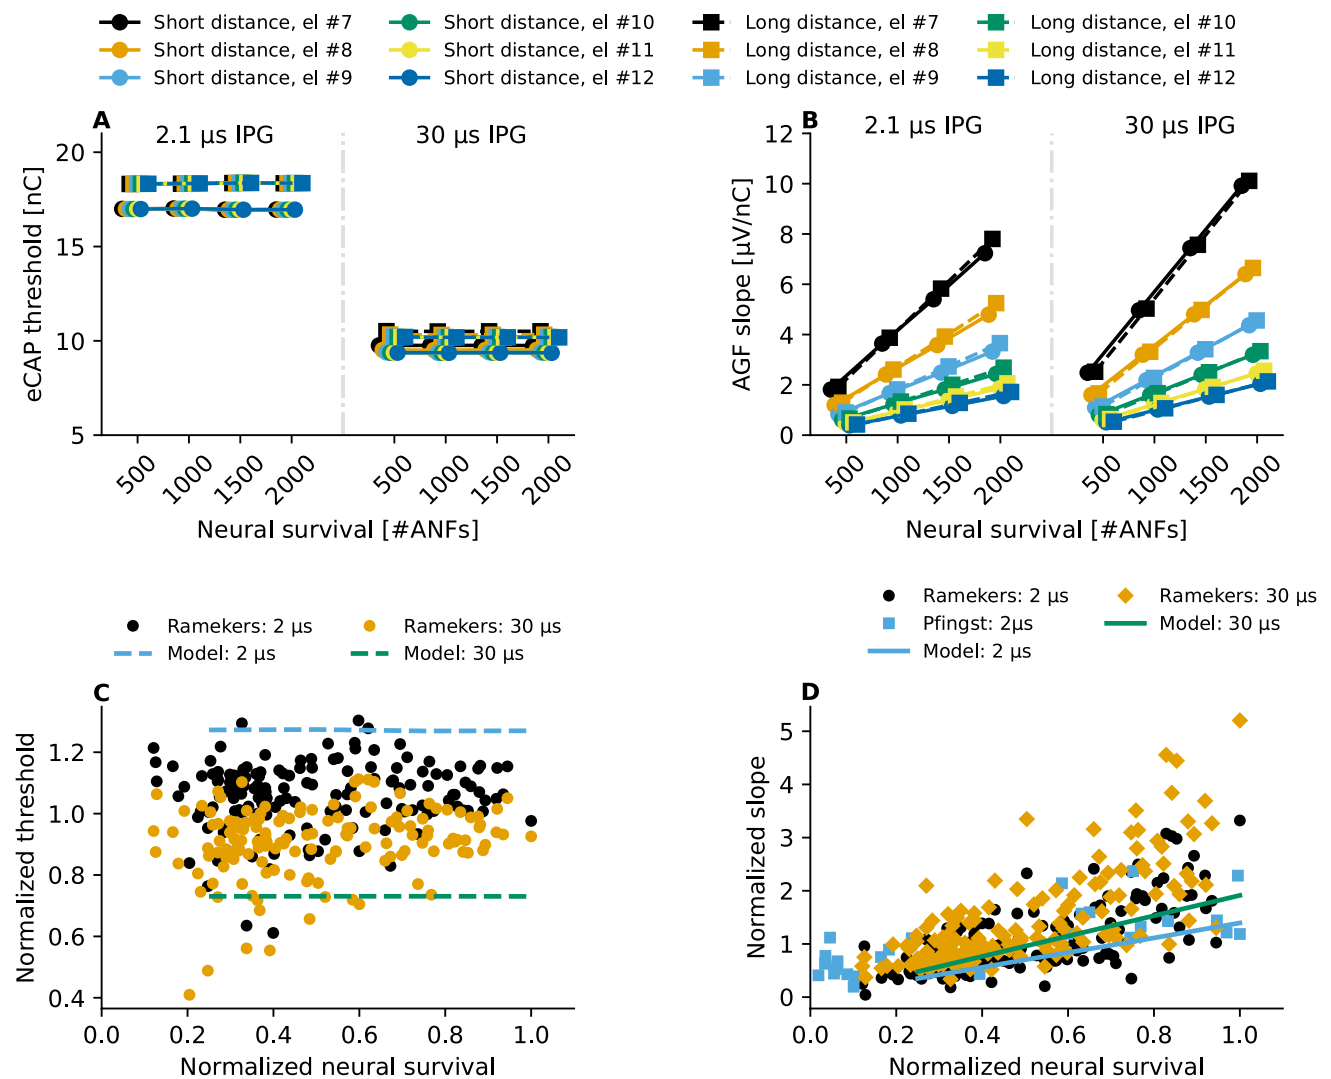 Short distance, el #7 Short distance, el #10 Long distance, el #7 Long distance, el #10
Short distance, el #8 Short distance, el #11 Long distance, el #8 Long distance, el #11
Short distance, el #9 Short distance, el #12 Long distance, el #9 Long distance, el #12
A
2.1 µs IPG 30 µs IPG
eCAP threshold [nC]
20
15
10
5
500 1000 1500 2000 500 1000 1500 2000
Neural survival [#ANFs]
B
2.1 µs IPG 30 µs IPG
AGF slope [µV/nC]
12
10
8
6
4
2
0
500 1000 1500 2000 500 1000 1500 2000
Neural survival [#ANFs]
Ramekers: 2 µs Ramekers: 30 µs
Model: 2 µs Model: 30 µs
C
Normalized threshold
1.2
1.0
0.8
0.6
0.4
0.0 0.2 0.4 0.6 0.8 1.0
Normalized neural survival
Ramekers: 2 µs Ramekers: 30 µs
Pfingst: 2µs Model: 30 µs
Model: 2 µs
D
Normalized slope
5
4
3
2
1
0
0.0 0.2 0.4 0.6 0.8 1.0
Normalized neural survival